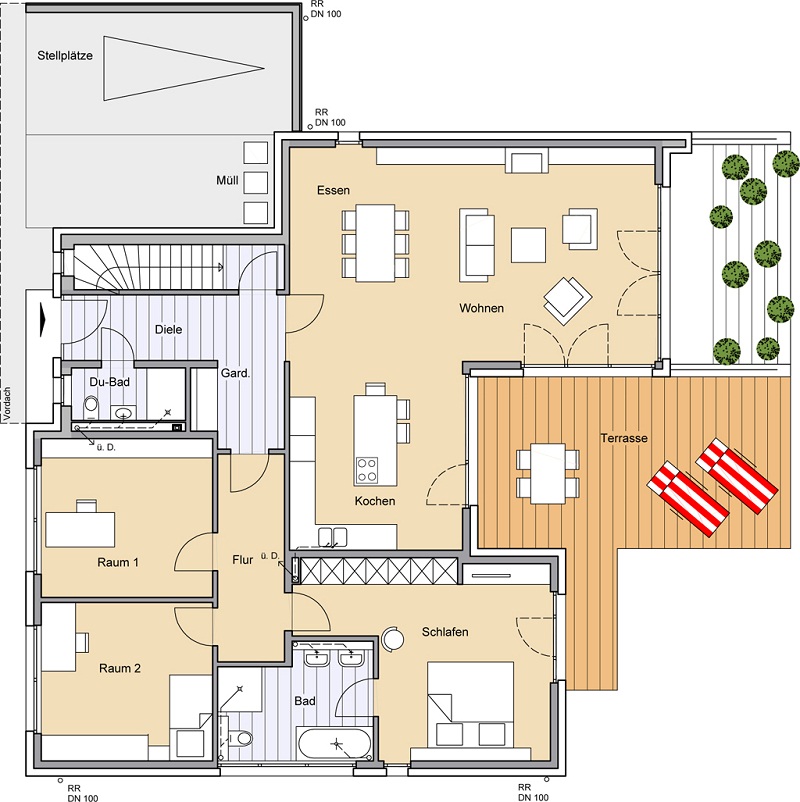 RR
DN 100
Stellplätze
RR
DN 100
Müll
Essen
Wohnen
Diele
Gard.
Du-Bad
Vordach
ü. D.
Terrasse
Kochen
Raum 1
Flur
ü. D.
Schlafen
Raum 2
Bad
RR
DN 100
RR
DN 100